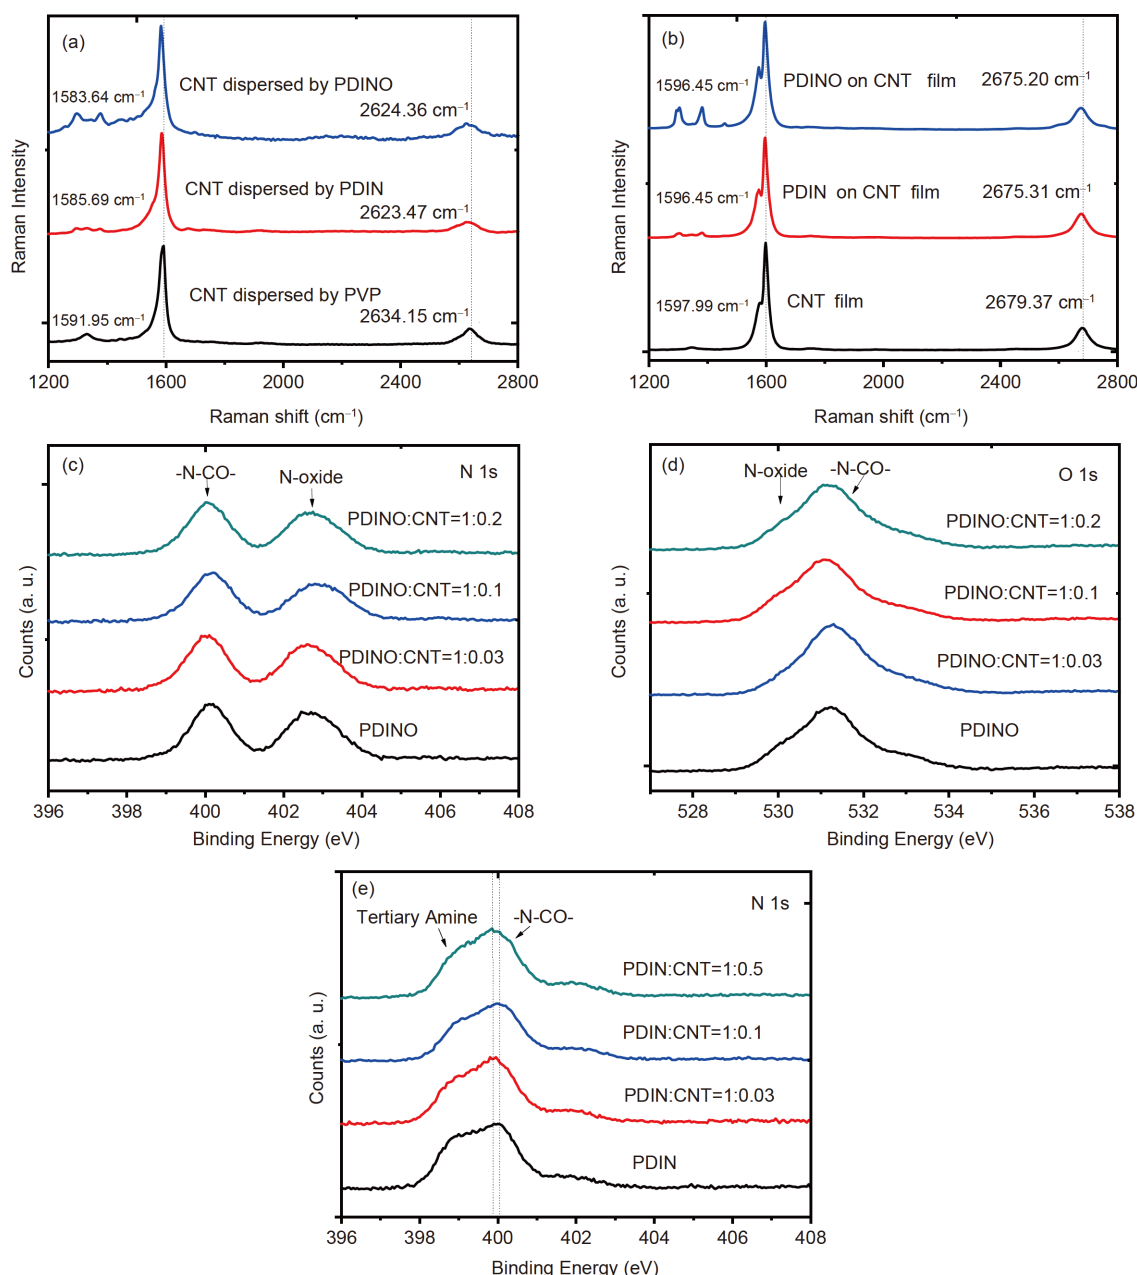 (a)
CNT dispersed by PDINO
1583.64 cm⁻¹
2624.36 cm⁻¹
CNT dispersed by PDIN
1585.69 cm⁻¹
2623.47 cm⁻¹
CNT dispersed by PVP
1591.95 cm⁻¹
2634.15 cm⁻¹
Raman Intensity
1200 1600 2000 2400 2800
Raman shift (cm⁻¹)
(b)
1596.45 cm⁻¹
PDINO on CNT film
2675.20 cm⁻¹
1596.45 cm⁻¹
PDIN on CNT film
2675.31 cm⁻¹
1597.99 cm⁻¹
CNT film
2679.37 cm⁻¹
Raman Intensity
1200 1600 2000 2400 2800
Raman shift (cm⁻¹)
(c)
-N-CO-
N-oxide
N 1s
PDINO:CNT=1:0.2
PDINO:CNT=1:0.1
PDINO:CNT=1:0.03
PDINO
Counts (a. u.)
396 398 400 402 404 406 408
Binding Energy (eV)
(d)
N-oxide
-N-CO-
O 1s
PDINO:CNT=1:0.2
PDINO:CNT=1:0.1
PDINO:CNT=1:0.03
PDINO
Counts (a. u.)
528 530 532 534 536 538
Binding Energy (eV)
(e)
N 1s
Tertiary Amine
-N-CO-
PDIN:CNT=1:0.5
PDIN:CNT=1:0.1
PDIN:CNT=1:0.03
PDIN
Counts (a. u.)
396 398 400 402 404 406 408
Binding Energy (eV)